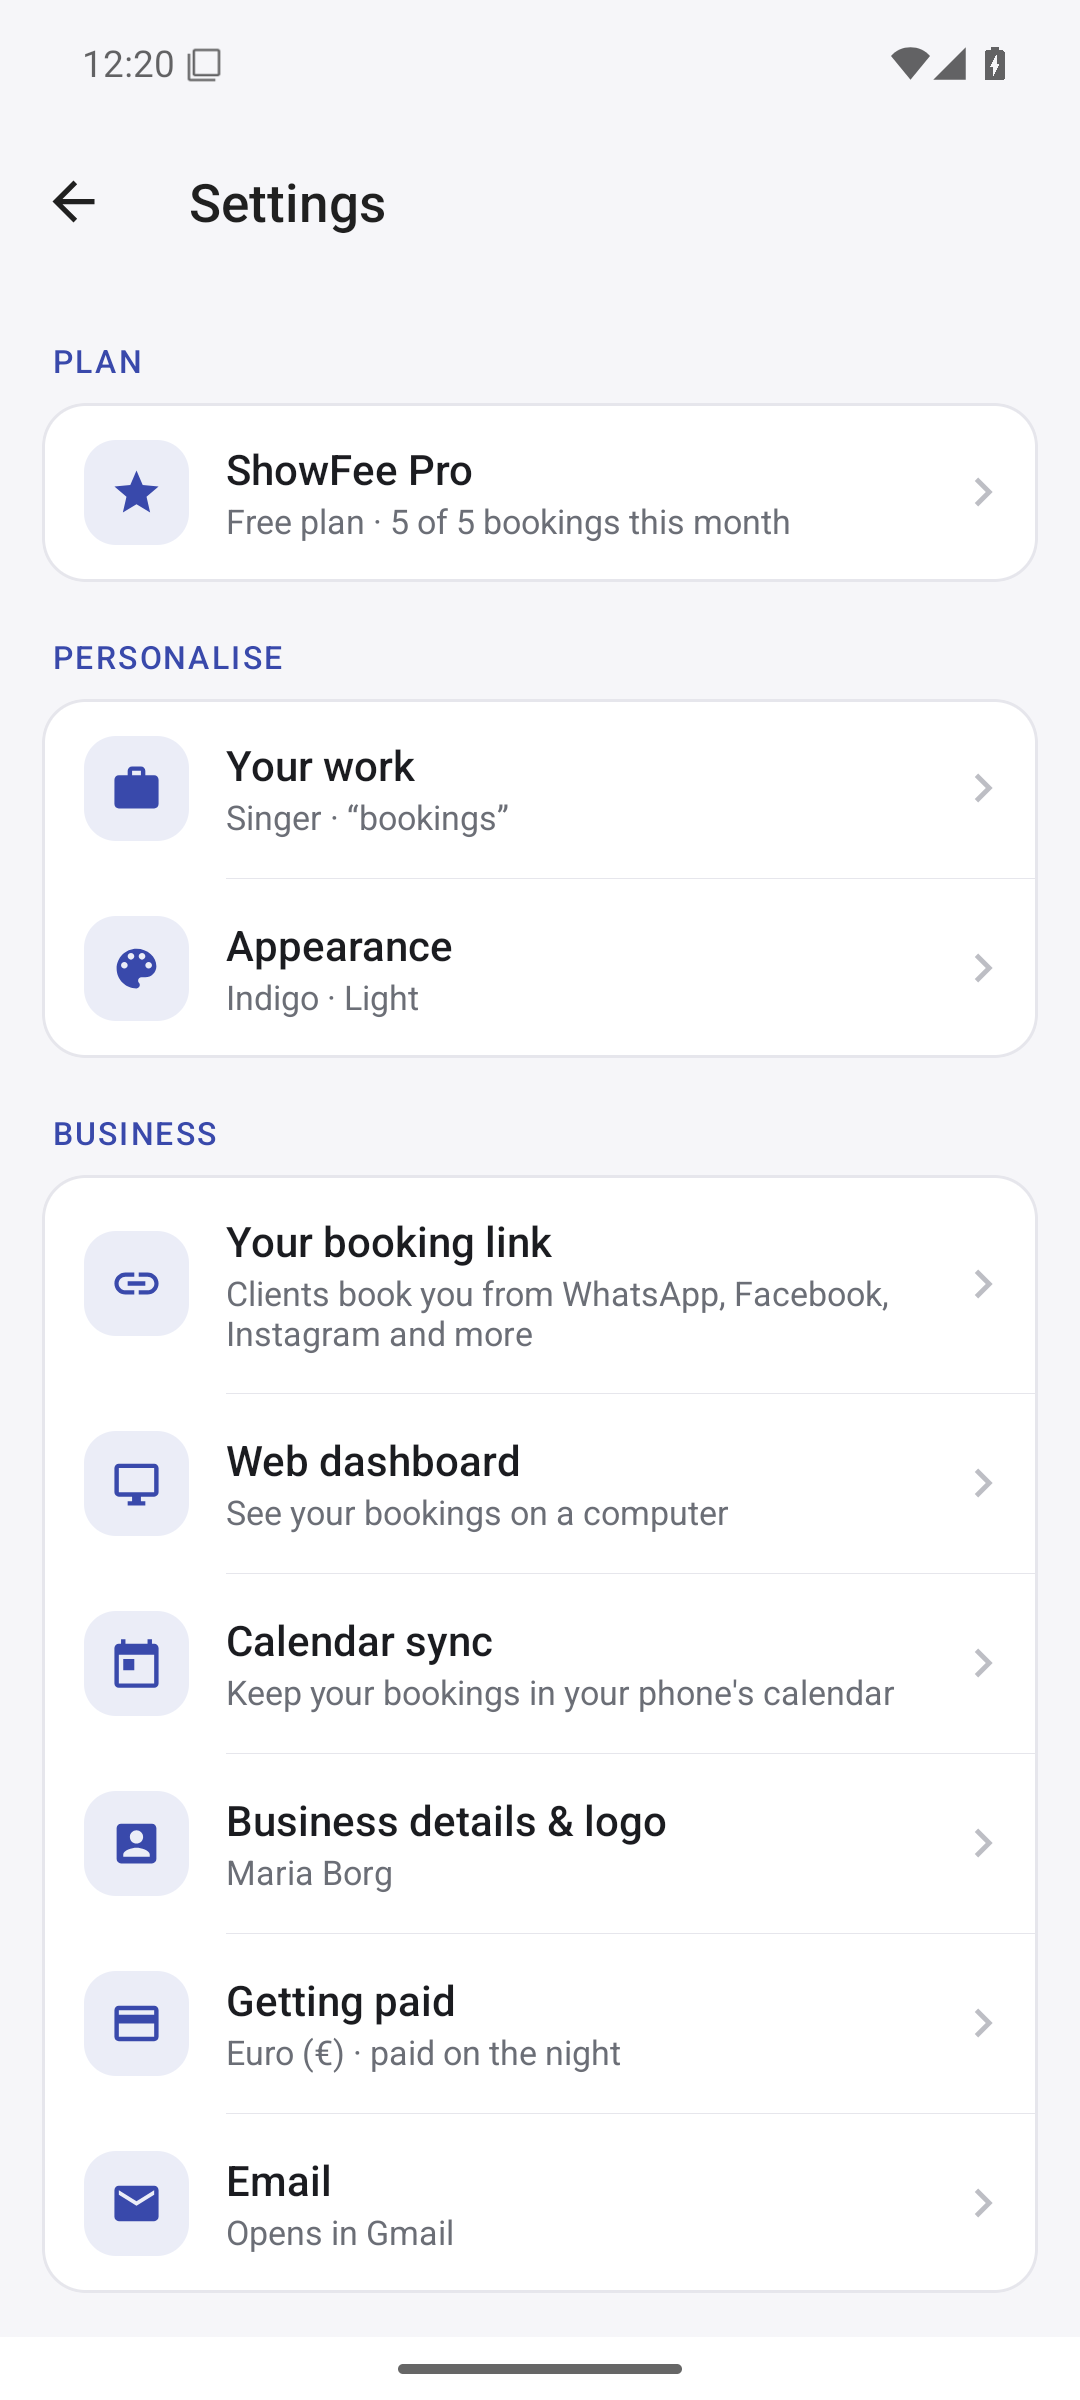 12:20
Settings
PLAN
ShowFee Pro
Free plan · 5 of 5 bookings this month
PERSONALISE
Your work
Singer · “bookings”
Appearance
Indigo · Light
BUSINESS
Your booking link
Clients book you from WhatsApp, Facebook,
Instagram and more
Web dashboard
See your bookings on a computer
Calendar sync
Keep your bookings in your phone's calendar
Business details & logo
Maria Borg
Getting paid
Euro (€) · paid on the night
Email
Opens in Gmail